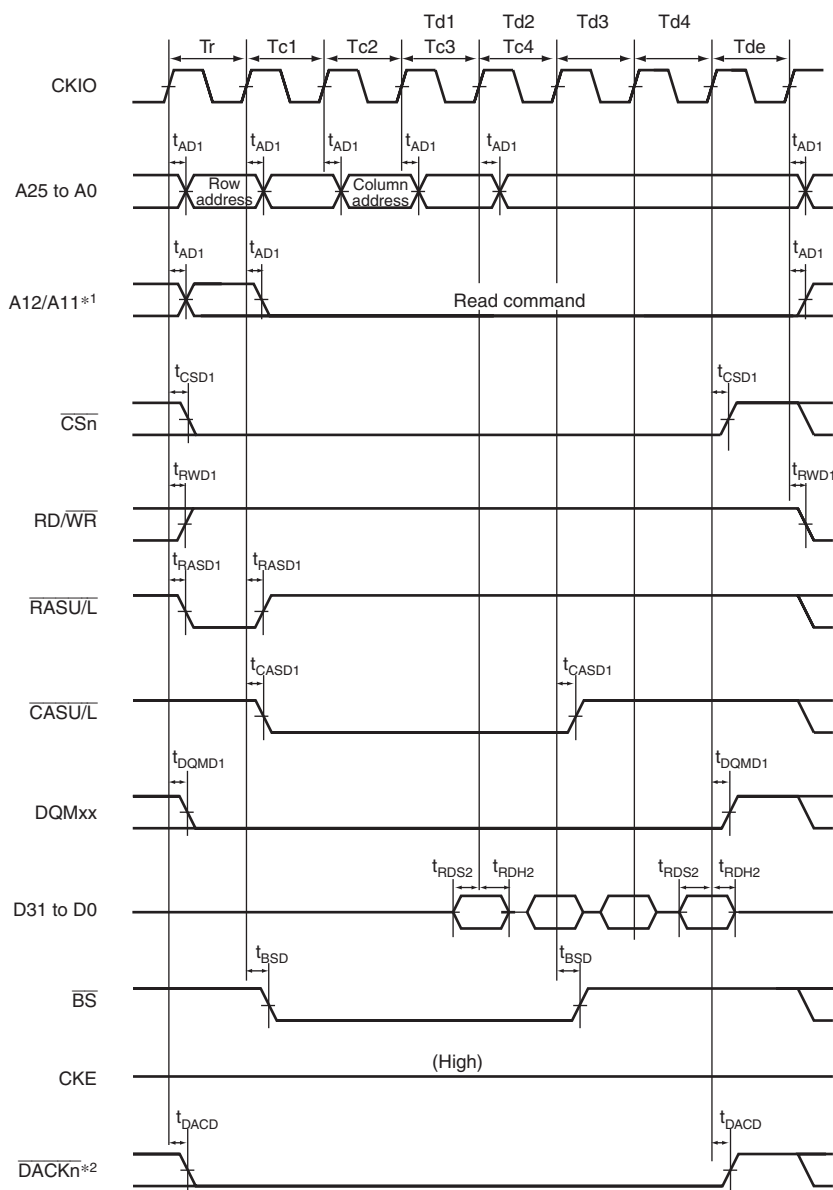 Td1 Td2 Td3 Td4
Tr Tc1 Tc2 Tc3 Tc4 Tde
CKIO
tAD1 tAD1 tAD1 tAD1 tAD1 tAD1
A25 to A0
Row address
Column address
tAD1 tAD1 tAD1
A12/A11*1
Read command
tCSD1 tCSD1
CSn
tRWD1 tRWD1
RD/WR
tRASD1 tRASD1
RASU/L
tCASD1 tCASD1
CASU/L
tDQMD1 tDQMD1
DQMxx
tRDS2 tRDH2 tRDS2 tRDH2
D31 to D0
tBSD tBSD
BS
(High)
CKE
tDACD tDACD
DACKn*2